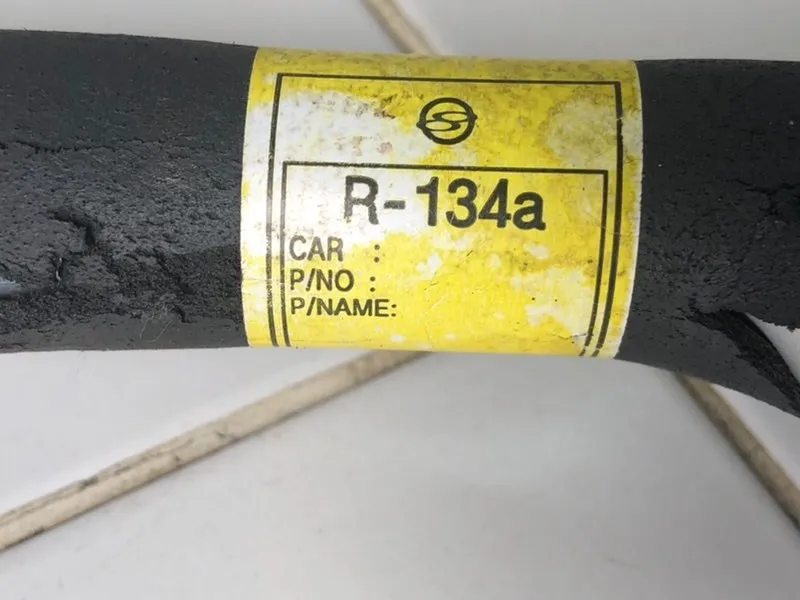 R-134a
CAR :
P/NO :
P/NAME: